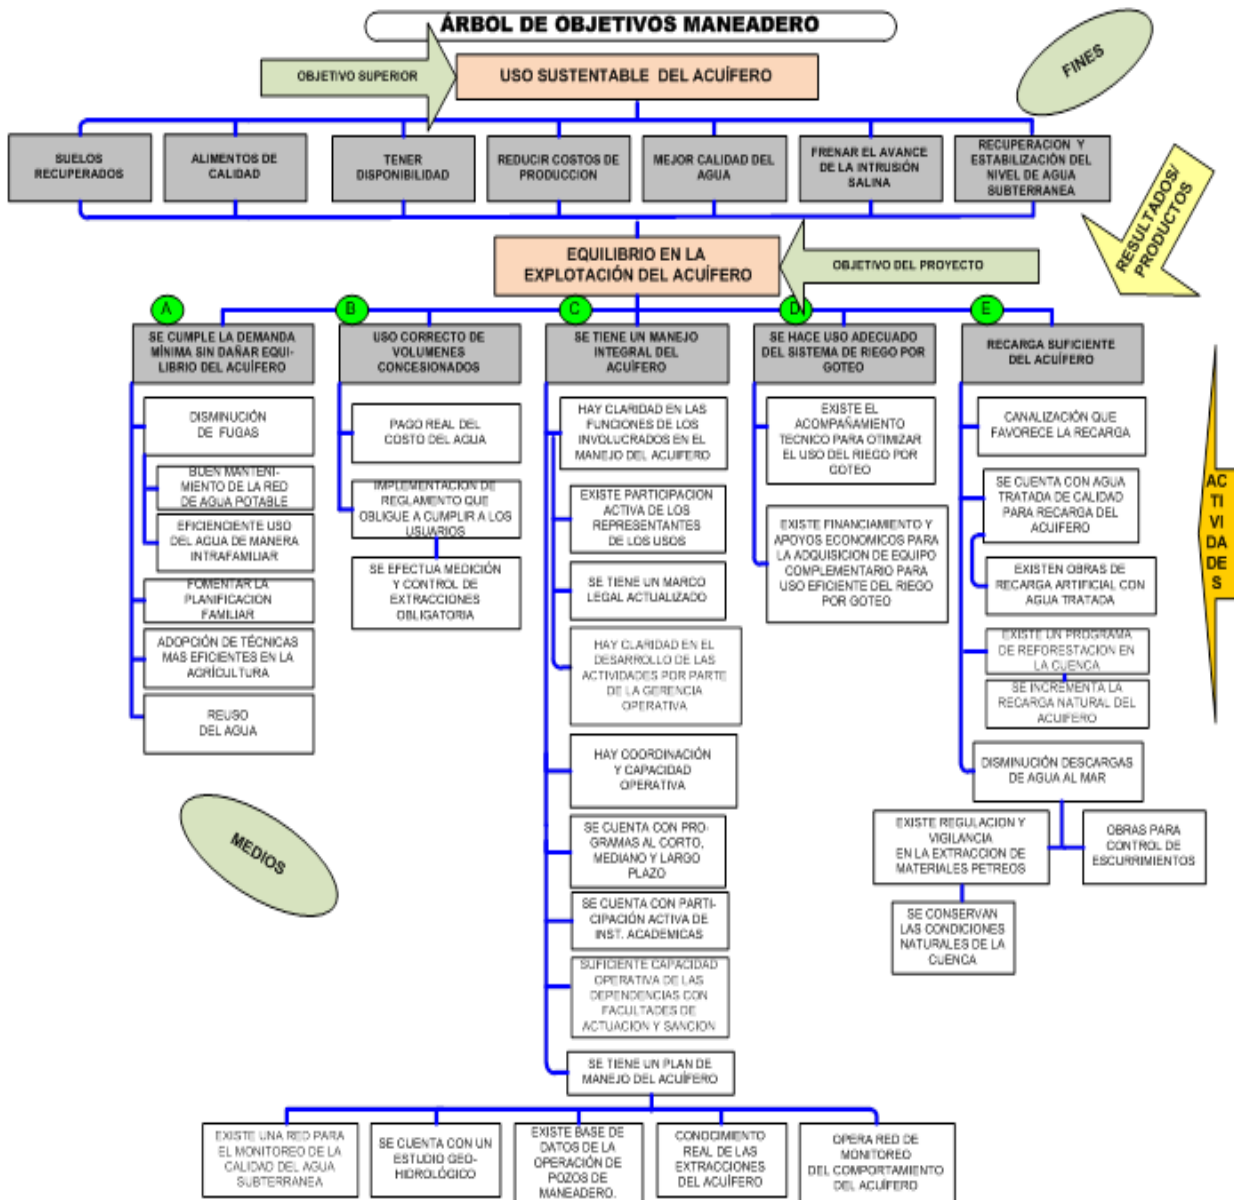 ÁRBOL DE OBJETIVOS MANEADERO
OBJETIVO SUPERIOR
USO SUSTENTABLE DEL ACUÍFERO
FINES
SUELOS
RECUPERADOS
ALIMENTOS DE
CALIDAD
TENER
DISPONIBILIDAD
REDUCIR COSTOS DE
PRODUCCION
MEJOR CALIDAD DEL
AGUA
FRENAR EL AVANCE
DE LA INTRUSIÓN
SALINA
RECUPERACION Y
ESTABILIZACIÓN DEL
NIVEL DE AGUA
SUBTERRANEA
RESULTADOS/
PRODUCTOS
EQUILIBRIO EN LA
EXPLOTACIÓN DEL ACUÍFERO
OBJETIVO DEL PROYECTO
A
SE CUMPLE LA DEMANDA
MÍNIMA SIN DAÑAR EQUI-
LIBRIO DEL ACUÍFERO
B
USO CORRECTO DE
VOLUMENES
CONCESIONADOS
C
SE TIENE UN MANEJO
INTEGRAL DEL
ACUÍFERO
D
SE HACE USO ADECUADO
DEL SISTEMA DE RIEGO POR
GOTEO
E
RECARGA SUFICIENTE
DEL ACUÍFERO
DISMINUCIÓN
DE FUGAS
BUEN MANTENI-
MIENTO DE LA RED
DE AGUA POTABLE
EFICIENCIENTE USO
DEL AGUA DE MANERA
INTRAFAMILIAR
FOMENTAR LA
PLANIFICACION
FAMILIAR
ADOPCIÓN DE TÉCNICAS
MAS EFICIENTES EN LA
AGRÍCULTURA
REUSO
DEL AGUA
PAGO REAL DEL
COSTO DEL AGUA
IMPLEMENTACION DE
REGLAMENTO QUE
OBLIGUE A CUMPLIR A LOS
USUARIOS
SE EFECTUA MEDICIÓN
Y CONTROL DE
EXTRACCIONES
OBLIGATORIA
HAY CLARIDAD EN LAS
FUNCIONES DE LOS
INVOLUCRADOS EN EL
MANEJO DEL ACUIFERO
EXISTE PARTICIPACION
ACTIVA DE LOS
REPRESENTANTES
DE LOS USOS
SE TIENE UN MARCO
LEGAL ACTUALIZADO
HAY CLARIDAD EN EL
DESARROLLO DE LAS
ACTIVIDADES POR PARTE
DE LA GERENCIA
OPERATIVA
HAY COORDINACIÓN
Y CAPACIDAD
OPERATIVA
SE CUENTA CON PRO-
GRAMAS AL CORTO,
MEDIANO Y LARGO
PLAZO
SE CUENTA CON PARTI-
CIPACIÓN ACTIVA DE
INST. ACADEMICAS
SUFICIENTE CAPACIDAD
OPERATIVA DE LAS
DEPENDENCIAS CON
FACULTADES DE
ACTUACION Y SANCION
SE TIENE UN PLAN DE
MANEJO DEL ACUÍFERO
EXISTE EL
ACOMPAÑAMIENTO
TECNICO PARA OTIMIZAR
EL USO DEL RIEGO POR
GOTEO
EXISTE FINANCIAMIENTO Y
APOYOS ECONOMICOS PARA
LA ADQUISICION DE EQUIPO
COMPLEMENTARIO PARA
USO EFICIENTE DEL RIEGO
POR GOTEO
CANALIZACIÓN QUE
FAVORECE LA RECARGA
SE CUENTA CON AGUA
TRATADA DE CALIDAD
PARA RECARGA DEL
ACUIFERO
EXISTEN OBRAS DE
RECARGA ARTIFICIAL CON
AGUA TRATADA
EXISTE UN PROGRAMA
DE REFORESTACION EN
LA CUENCA
SE INCREMENTA LA
RECARGA NATURAL DEL
ACUIFERO
DISMINUCIÓN DESCARGAS
DE AGUA AL MAR
EXISTE REGULACION Y
VIGILANCIA
EN LA EXTRACCION DE
MATERIALES PETREOS
OBRAS PARA
CONTROL DE
ESCURRIMIENTOS
SE CONSERVAN
LAS CONDICIONES
NATURALES DE LA
CUENCA
AC
TI
VI
DA
DE
S
MEDIOS
EXISTE UNA RED PARA
EL MONITOREO DE LA
CALIDAD DEL AGUA
SUBTERRANEA
SE CUENTA CON UN
ESTUDIO GEO-
HIDROLÓGICO
EXISTE BASE DE
DATOS DE LA
OPERACIÓN DE
POZOS DE
MANEADERO.
CONOCIMIENTO
REAL DE LAS
EXTRACCIONES
DEL ACUÍFERO
OPERA RED DE
MONITOREO
DEL COMPORTAMIENTO
DEL ACUÍFERO